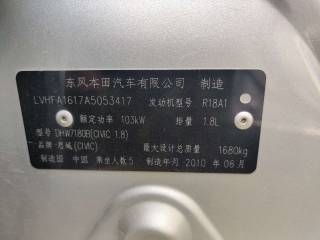 东风本田汽车有限公司 制造
LVHFA1617A5053417 发动机型号 R18A1
额定功率 103kW 排量 1.8L
型号 DHW7180B(CIVIC 1.8)
品牌 思域(CIVIC) 最大设计总质量 1680kg
制造国 中国 乘坐人数5 制造年月 2010 年 06月